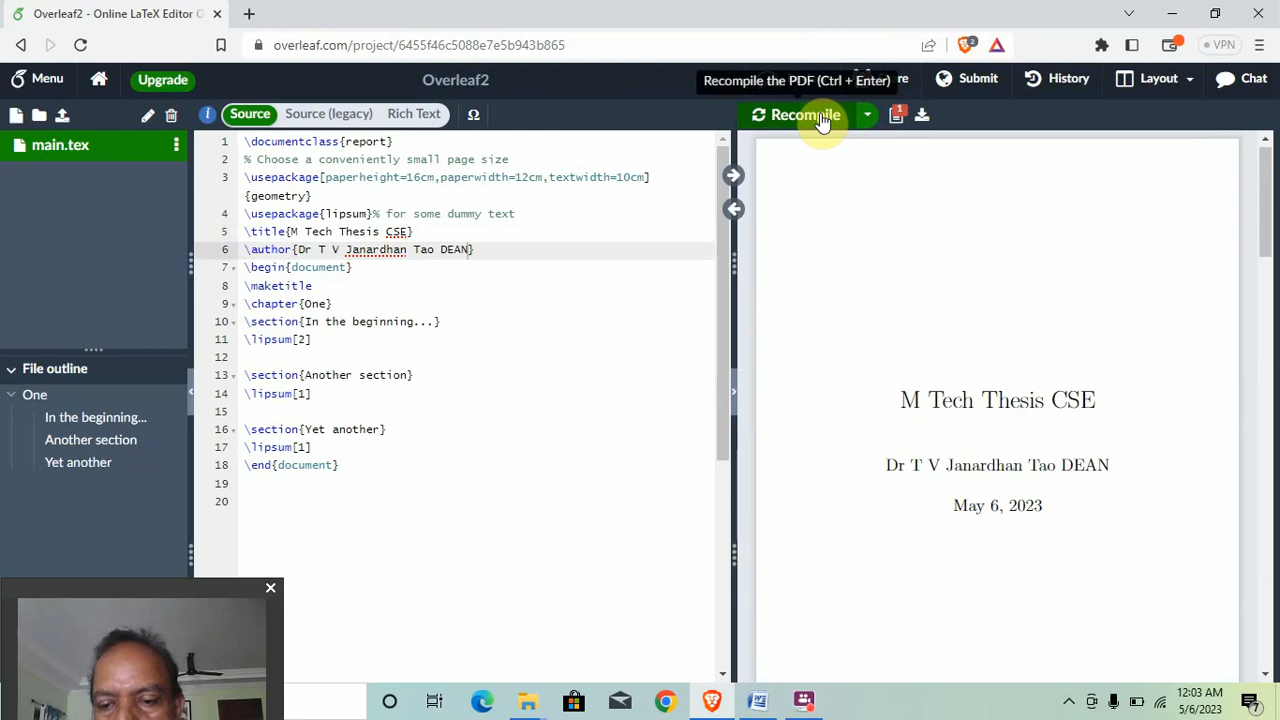 Overleaf2 - Online LaTeX Editor O
overleaf.com/project/6455f46c5088e7e5b943b865
2
VPN
Menu
Upgrade
Overleaf2
Recompile the PDF (Ctrl + Enter)
re
Submit
History
Layout
Chat
Source
Source (legacy)
Rich Text
Ω
Recompile
1
main.tex
1 \documentclass{report}
2 % Choose a conveniently small page size
3 \usepackage[paperheight=16cm,paperwidth=12cm,textwidth=10cm]
{geometry}
4 \usepackage{lipsum}% for some dummy text
5 \title{M Tech Thesis CSE}
6 \author{Dr T V Janardhan Tao DEAN}
7 \begin{document}
8 \maketitle
9 \chapter{One}
10 \section{In the beginning...}
11 \lipsum[2]
12
13 \section{Another section}
14 \lipsum[1]
15
16 \section{Yet another}
17 \lipsum[1]
18 \end{document}
19
20
File outline
One
In the beginning...
Another section
Yet another
M Tech Thesis CSE
Dr T V Janardhan Tao DEAN
May 6, 2023
12:03 AM
5/6/2023
7